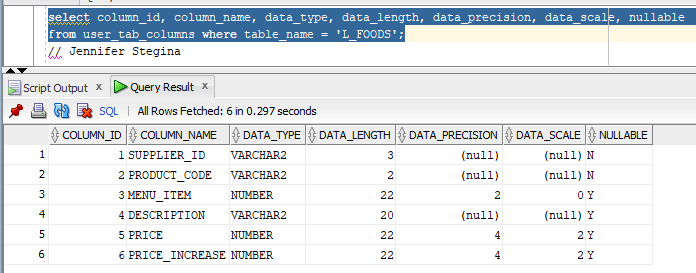 select column_id, column_name, data_type, data_length, data_precision, data_scale, nullable
from user_tab_columns where table_name = 'L_FOODS';
// Jennifer Stegina
Script Output x Query Result x
SQL | All Rows Fetched: 6 in 0.297 seconds
COLUMN_ID COLUMN_NAME DATA_TYPE DATA_LENGTH DATA_PRECISION DATA_SCALE NULLABLE
1 1 SUPPLIER_ID VARCHAR2 3 (null) (null) N
2 2 PRODUCT_CODE VARCHAR2 2 (null) (null) N
3 3 MENU_ITEM NUMBER 22 2 0 Y
4 4 DESCRIPTION VARCHAR2 20 (null) (null) Y
5 5 PRICE NUMBER 22 4 2 Y
6 6 PRICE_INCREASE NUMBER 22 4 2 Y